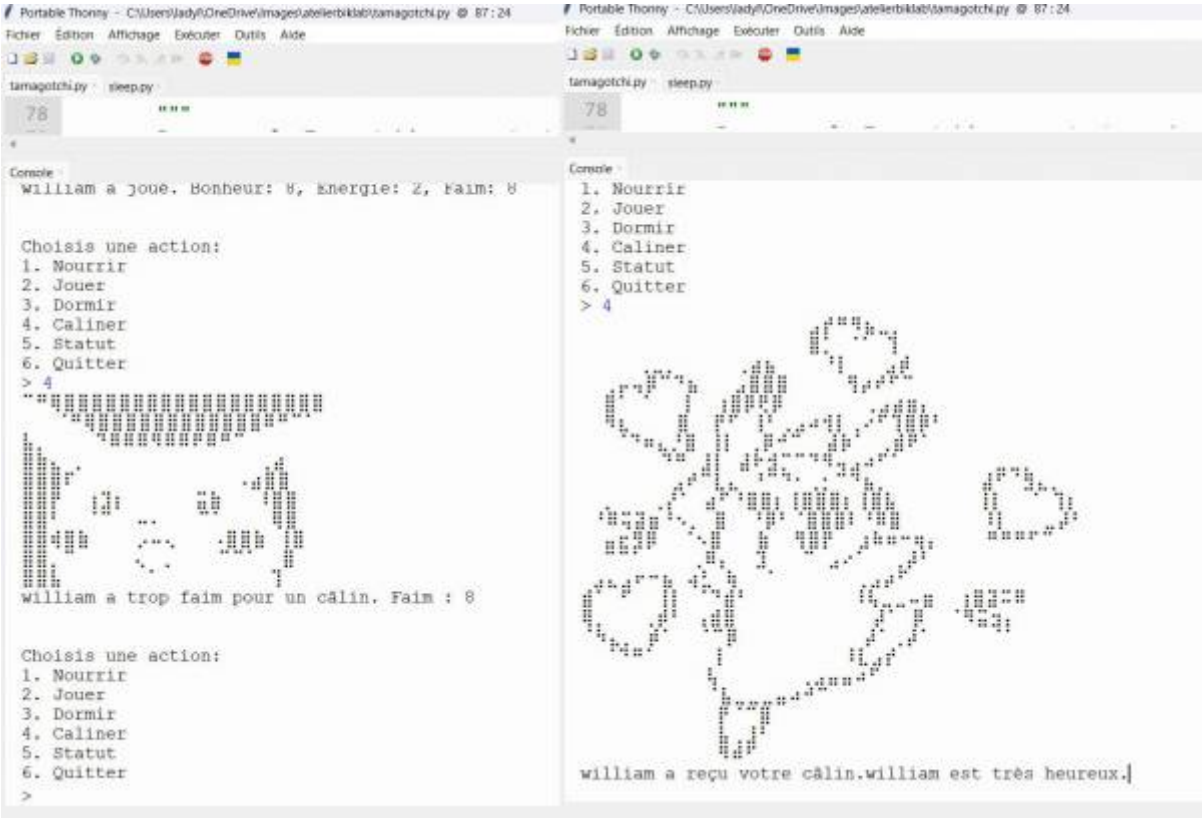 Portable Thonny - C:\Users\ladyl\OneDrive\Images\atelierbiklab\tamagotchi.py @ 87 : 24
Fichier Édition Affichage Exécuter Outils Aide
tamagotchi.py sleep.py
78 """
Console
william a joué. Bonheur: 8, Énergie: 2, Faim: 8
Choisis une action:
1. Nourrir
2. Jouer
3. Dormir
4. Caliner
5. Statut
6. Quitter
> 4
william a trop faim pour un câlin. Faim : 8
Choisis une action:
1. Nourrir
2. Jouer
3. Dormir
4. Caliner
5. Statut
6. Quitter
>
Portable Thonny - C:\Users\ladyl\OneDrive\Images\atelierbiklab\tamagotchi.py @ 87 : 24
Fichier Édition Affichage Exécuter Outils Aide
tamagotchi.py sleep.py
78 """
Console
1. Nourrir
2. Jouer
3. Dormir
4. Caliner
5. Statut
6. Quitter
> 4
william a reçu votre câlin.william est très heureux.